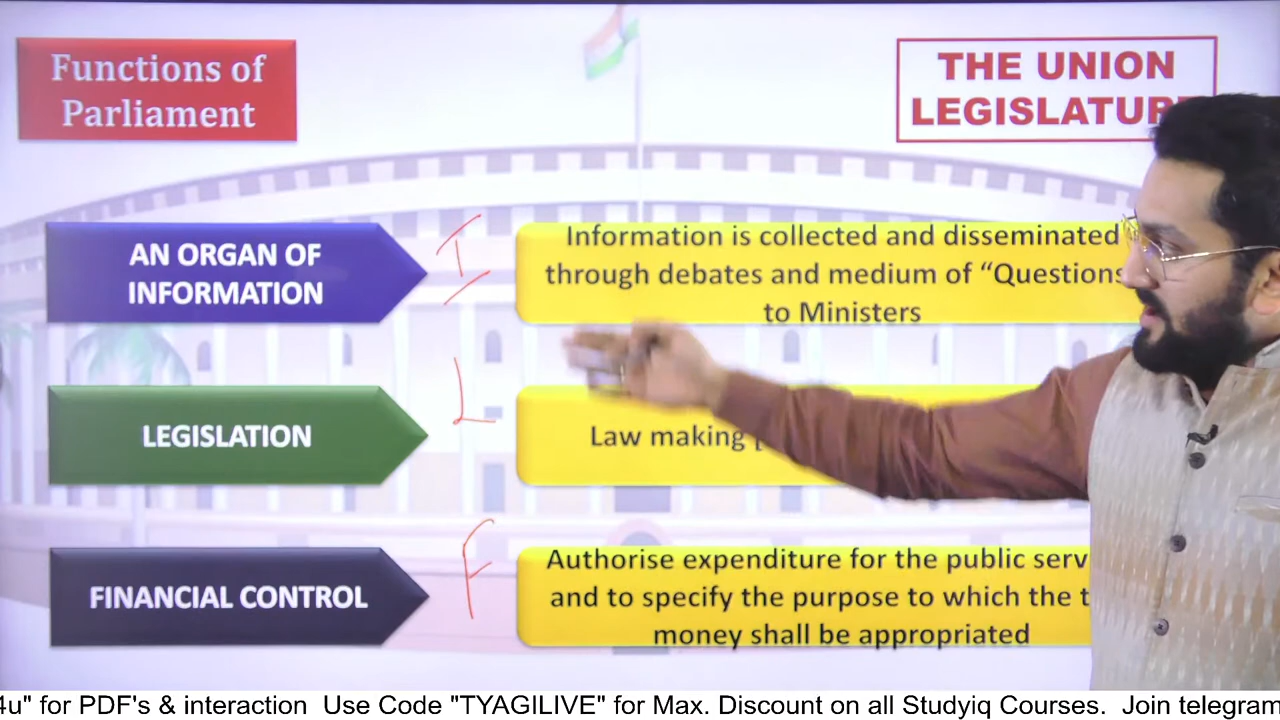 Functions of
Parliament
THE UNION
LEGISLATUR
AN ORGAN OF
INFORMATION
I
Information is collected and disseminated
through debates and medium of “Questions
to Ministers
LEGISLATION
L
Law making
FINANCIAL CONTROL
F
Authorise expenditure for the public serv
and to specify the purpose to which the t
money shall be appropriated
4u" for PDF's & interaction Use Code "TYAGILIVE" for Max. Discount on all Studyiq Courses. Join telegram